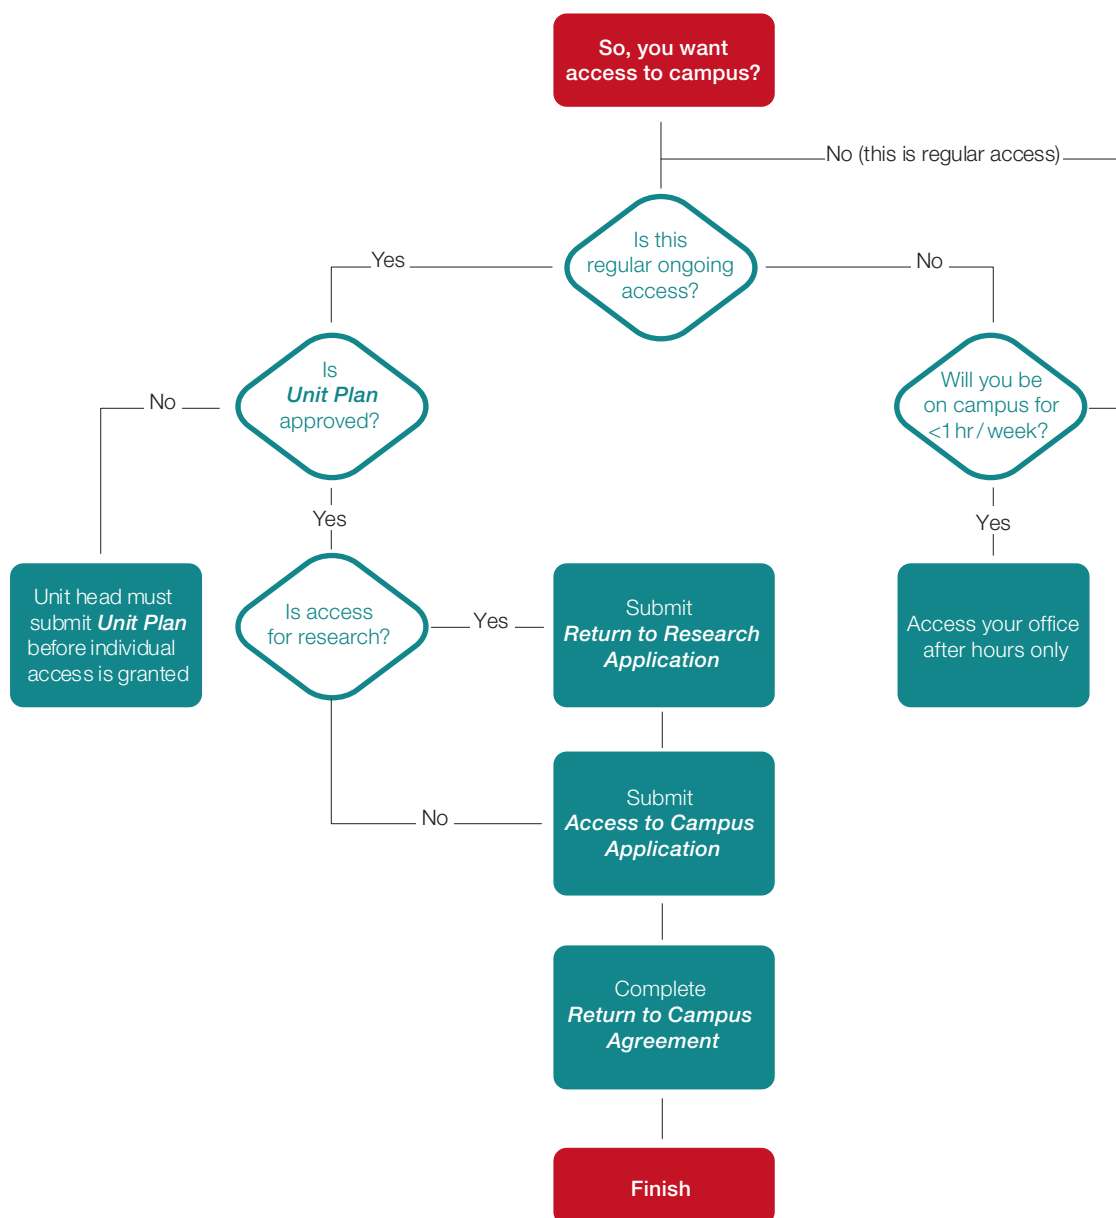 So, you want
access to campus?
No (this is regular access)
Is this
regular ongoing
access?
Yes
No
Is
Unit Plan
approved?
Will you be
on campus for
<1 hr / week?
No
Yes
Yes
Unit head must
submit Unit Plan
before individual
access is granted
Is access
for research?
Yes
Submit
Return to Research
Application
Access your office
after hours only
No
Submit
Access to Campus
Application
Complete
Return to Campus
Agreement
Finish